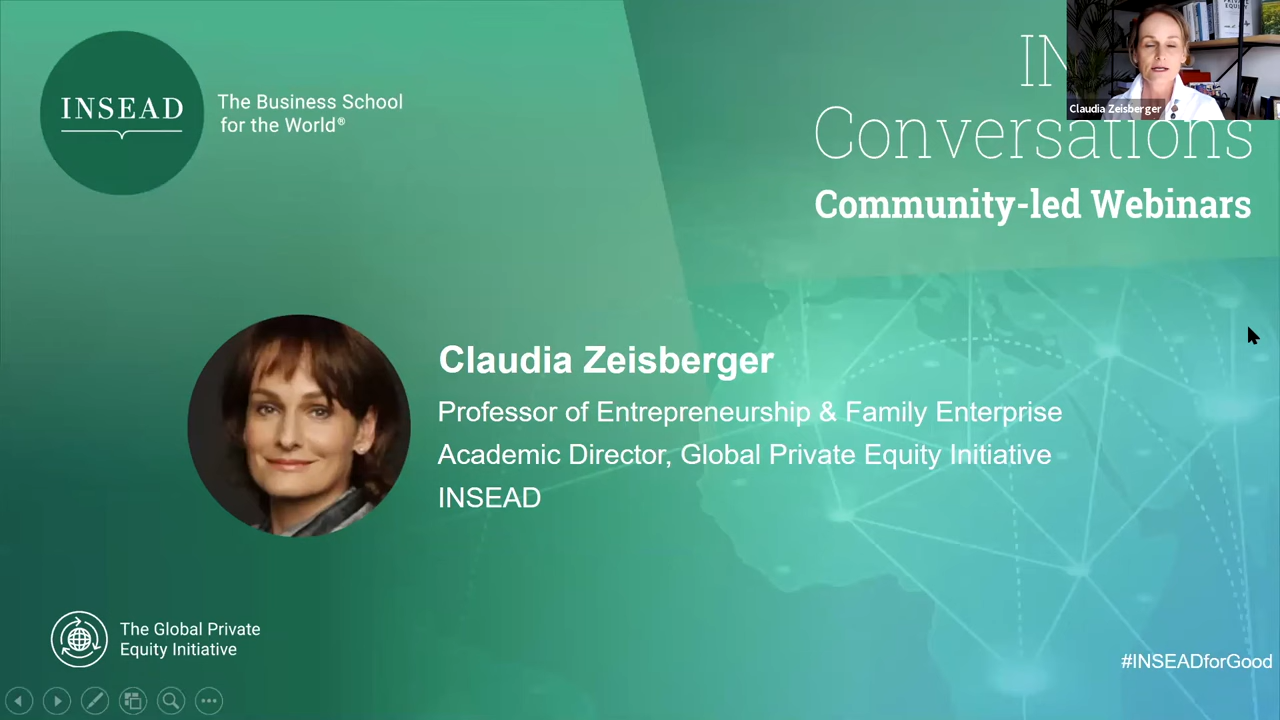 INSEAD
The Business School
for the World®
IN
Conversations
Community-led Webinars
EQUITY
Claudia Zeisberger
Claudia Zeisberger
Professor of Entrepreneurship & Family Enterprise
Academic Director, Global Private Equity Initiative
INSEAD
The Global Private
Equity Initiative
#INSEADforGood